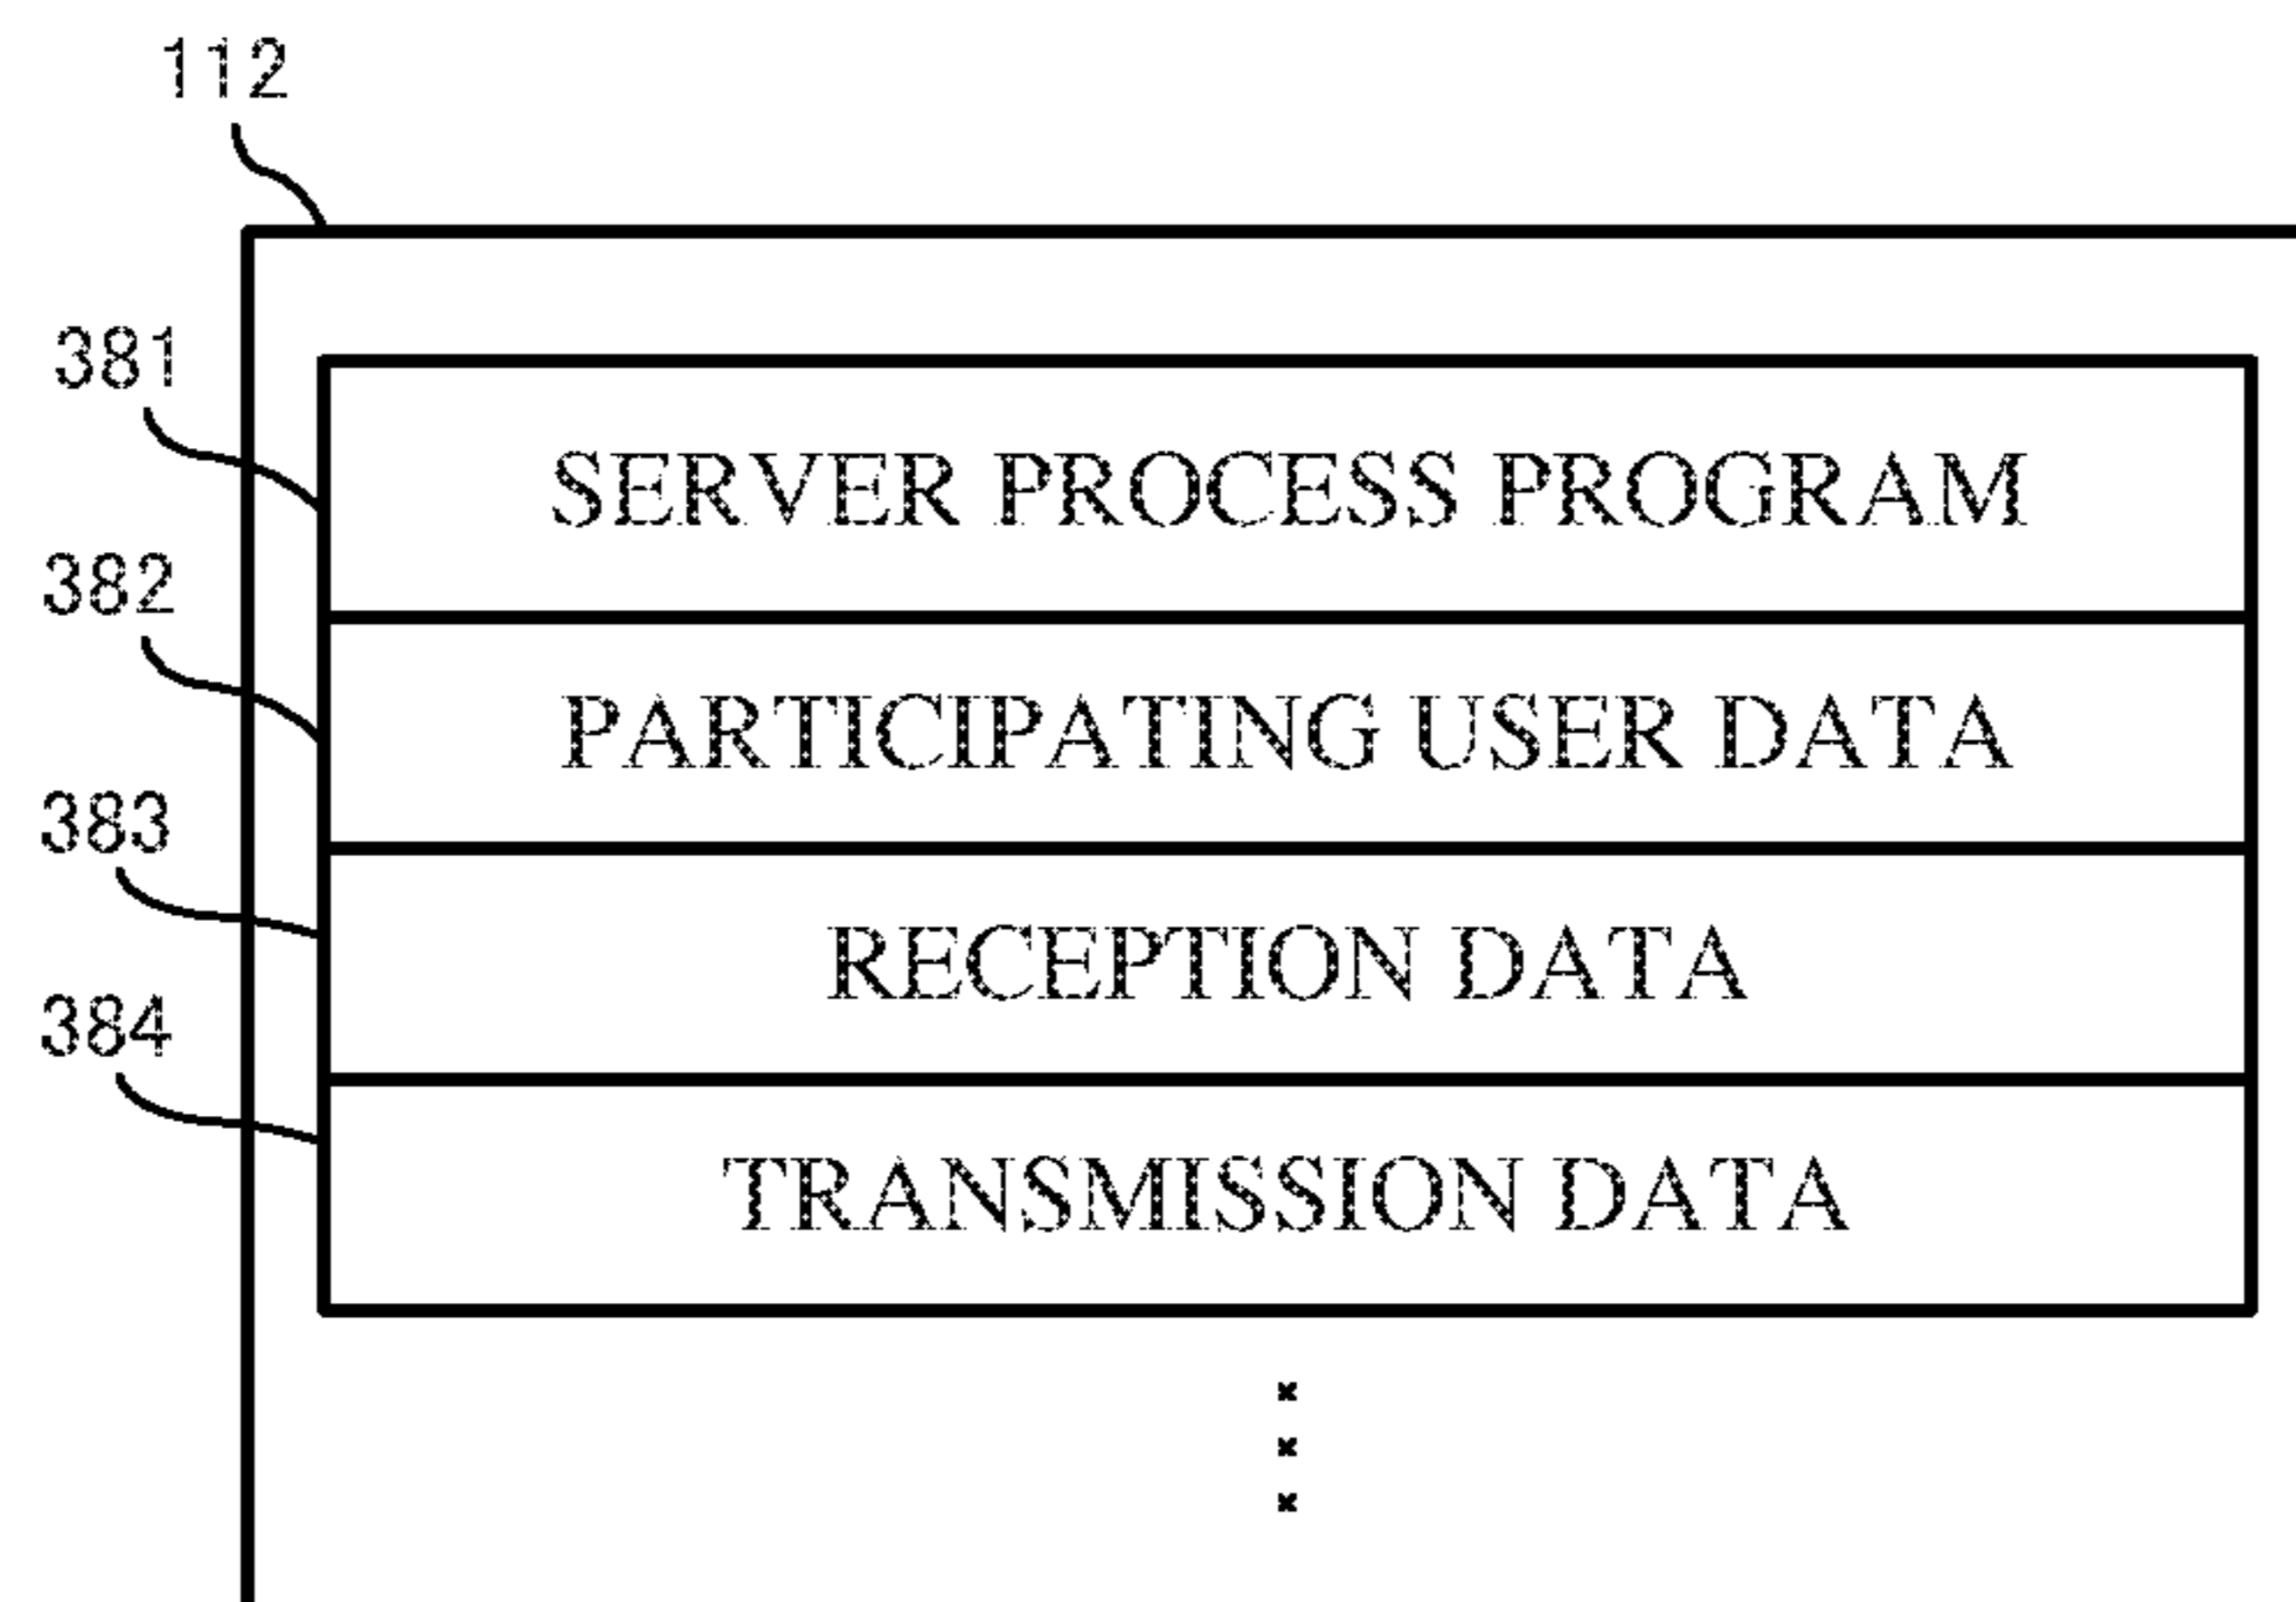 112
381
SERVER PROCESS PROGRAM
382
PARTICIPATING USER DATA
383
RECEPTION DATA
384
TRANSMISSION DATA